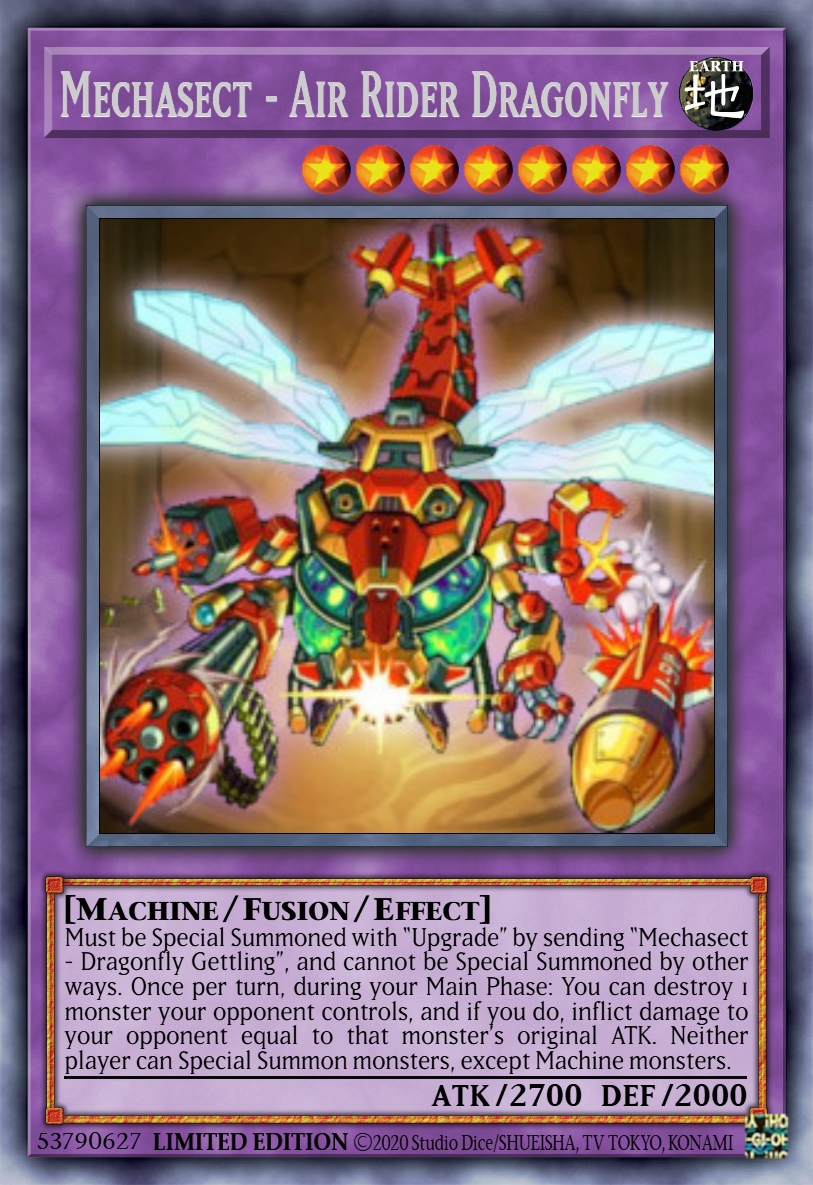 Mechasect - Air Rider Dragonfly
EARTH
地
[Machine/Fusion/Effect]
Must be Special Summoned with “Upgrade” by sending “Mechasect
- Dragonfly Gettling”, and cannot be Special Summoned by other
ways. Once per turn, during your Main Phase: You can destroy 1
monster your opponent controls, and if you do, inflict damage to
your opponent equal to that monster's original ATK. Neither
player can Special Summon monsters, except Machine monsters.
ATK/2700 DEF/2000
53790627 LIMITED EDITION ©2020 Studio Dice/SHUEISHA, TV TOKYO, KONAMI